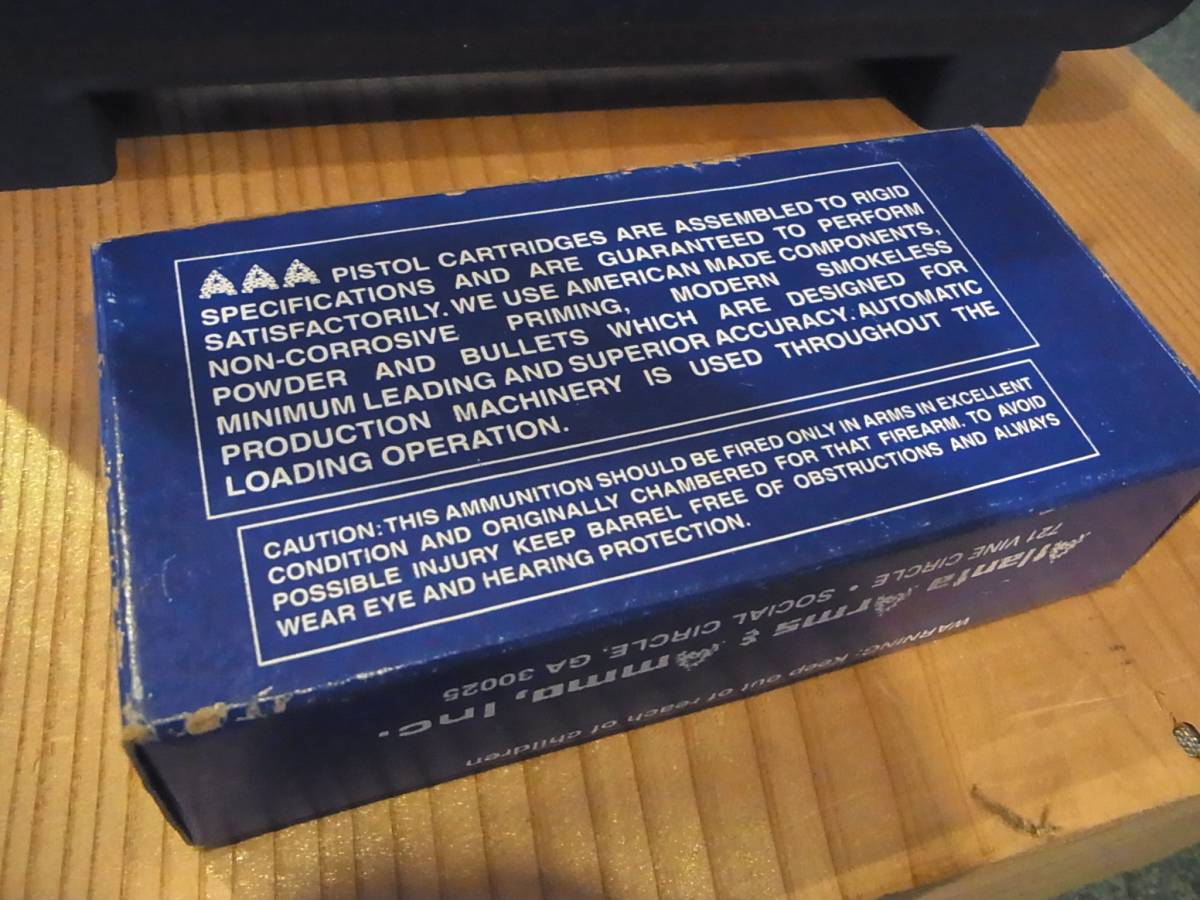 AAA PISTOL CARTRIDGES ARE ASSEMBLED TO RIGID
SPECIFICATIONS AND ARE GUARANTEED TO PERFORM
SATISFACTORILY. WE USE AMERICAN MADE COMPONENTS,
NON-CORROSIVE PRIMING, MODERN SMOKELESS
POWDER AND BULLETS WHICH ARE DESIGNED FOR
MINIMUM LEADING AND SUPERIOR ACCURACY. AUTOMATIC
PRODUCTION MACHINERY IS USED THROUGHOUT THE
LOADING OPERATION.
CAUTION: THIS AMMUNITION SHOULD BE FIRED ONLY IN ARMS IN EXCELLENT
CONDITION AND ORIGINALLY CHAMBERED FOR THAT FIREARM. TO AVOID
POSSIBLE INJURY KEEP BARREL FREE OF OBSTRUCTIONS AND ALWAYS
WEAR EYE AND HEARING PROTECTION.
WARNING: Keep out of reach of children
Atlanta Arms & Ammo, Inc.
721 VINE CIRCLE • SOCIAL CIRCLE, GA 30025